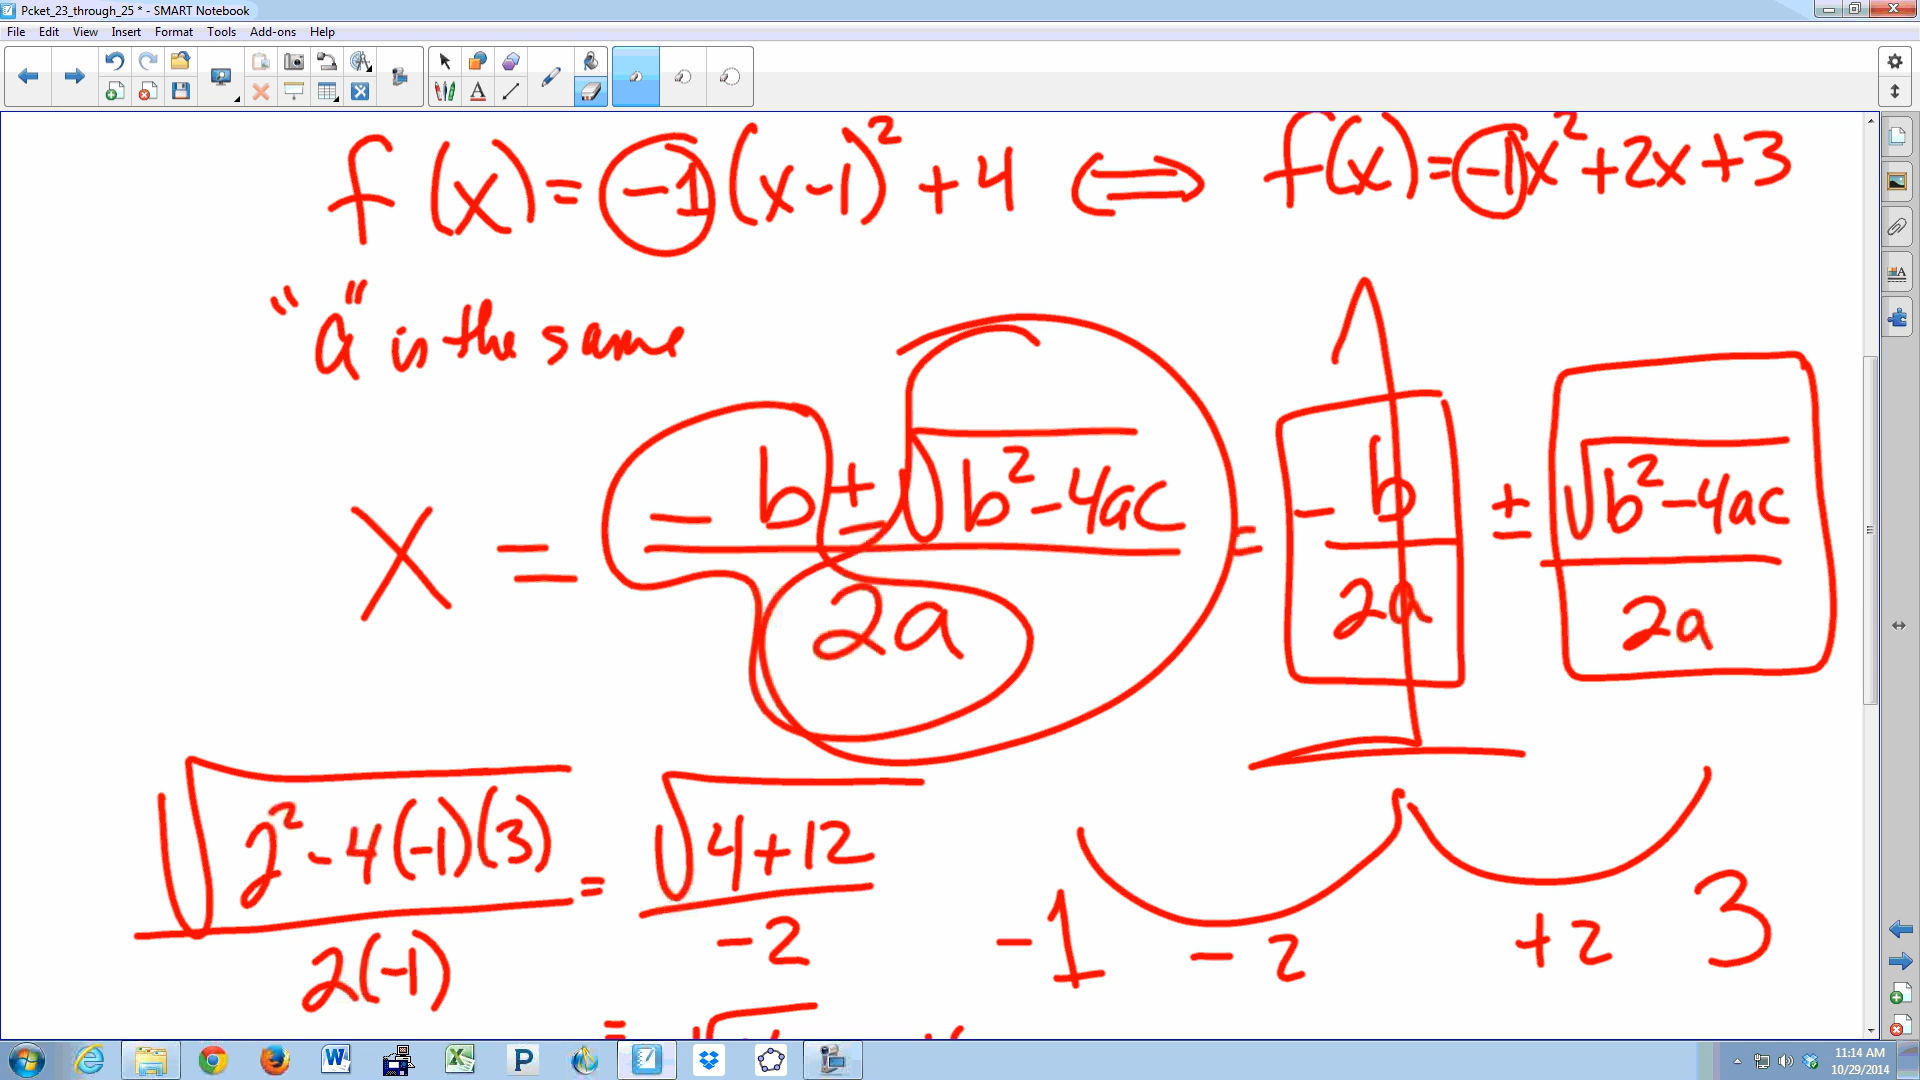 Pcket_23_through_25 * - SMART Notebook
File Edit View Insert Format Tools Add-ons Help
f(x) = -1(x-1)² + 4 ⟺ f(x) = -1x² + 2x + 3
"a" is the same
x = (-b ± √(b² - 4ac)) / 2a = -b/2a ± √(b² - 4ac) / 2a
√(2² - 4(-1)(3)) / 2(-1) = √(4 + 12) / -2
-1 -2 +2 3
=
11:14 AM
10/29/2014